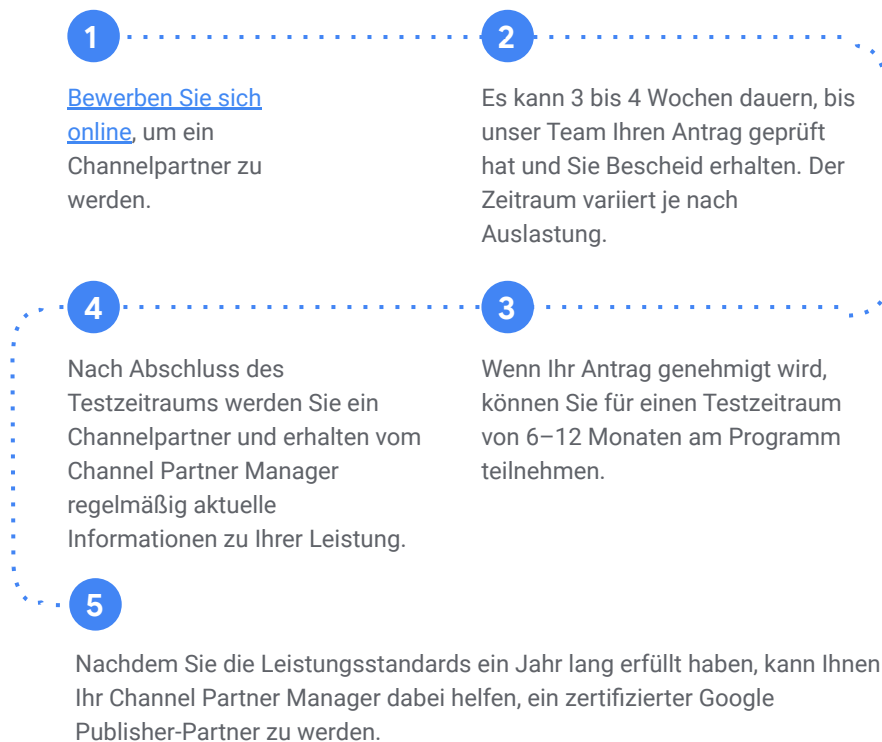 1
Bewerben Sie sich
online, um ein
Channelpartner zu
werden.
2
Es kann 3 bis 4 Wochen dauern, bis
unser Team Ihren Antrag geprüft
hat und Sie Bescheid erhalten. Der
Zeitraum variiert je nach
Auslastung.
3
Wenn Ihr Antrag genehmigt wird,
können Sie für einen Testzeitraum
von 6–12 Monaten am Programm
teilnehmen.
4
Nach Abschluss des
Testzeitraums werden Sie ein
Channelpartner und erhalten vom
Channel Partner Manager
regelmäßig aktuelle
Informationen zu Ihrer Leistung.
5
Nachdem Sie die Leistungsstandards ein Jahr lang erfüllt haben, kann Ihnen
Ihr Channel Partner Manager dabei helfen, ein zertifizierter Google
Publisher-Partner zu werden.